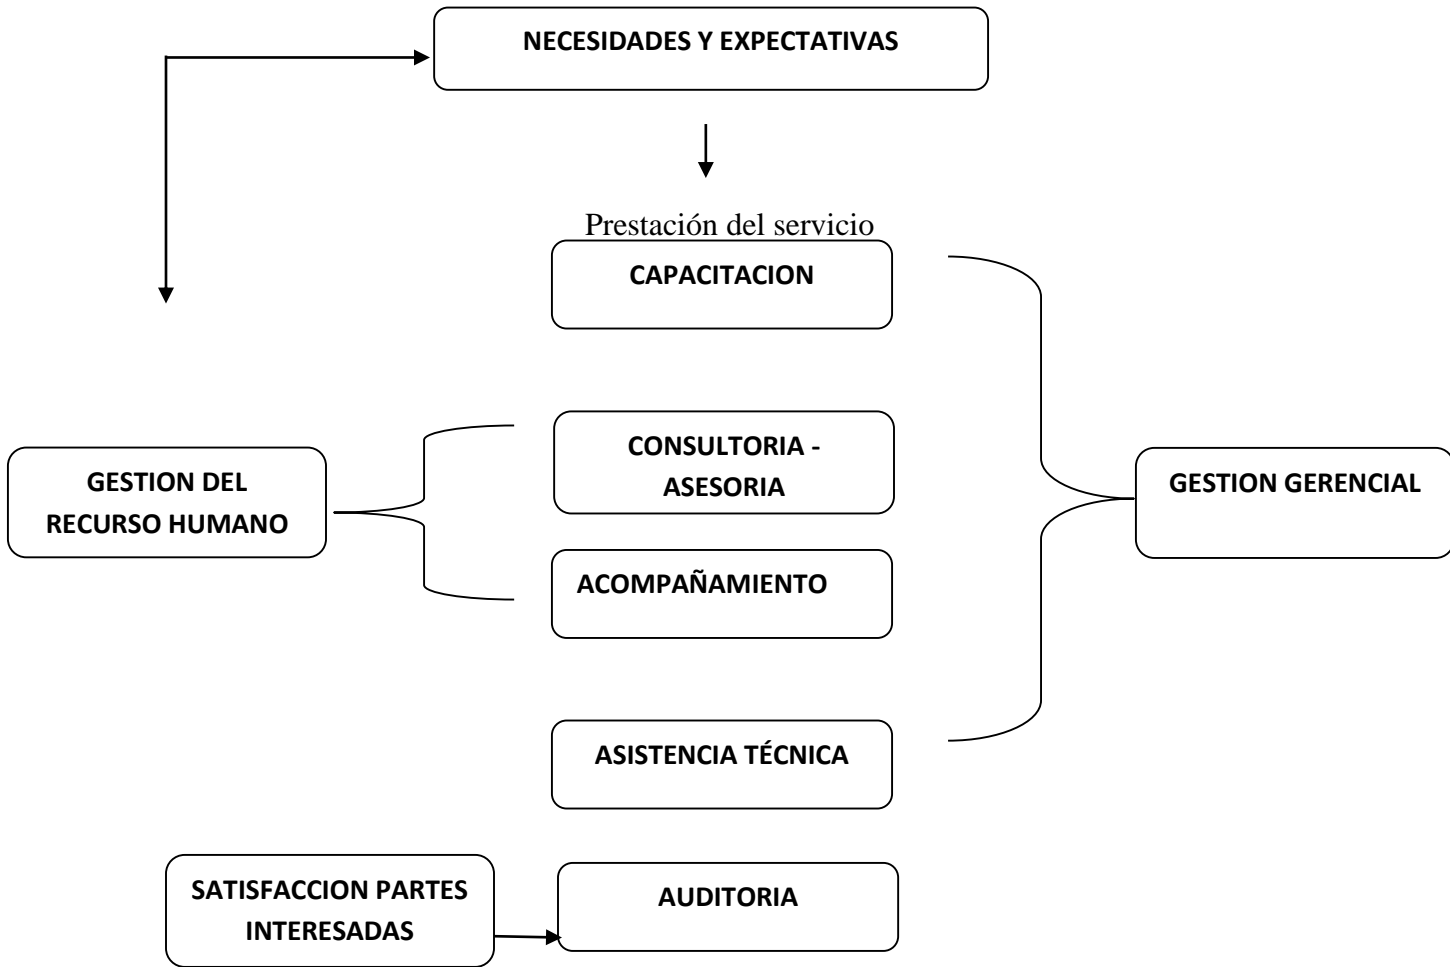 NECESIDADES Y EXPECTATIVAS
Prestación del servicio
CAPACITACION
CONSULTORIA -
ASESORIA
GESTION DEL
RECURSO HUMANO
GESTION GERENCIAL
ACOMPAÑAMIENTO
ASISTENCIA TÉCNICA
SATISFACCION PARTES
INTERESADAS
AUDITORIA